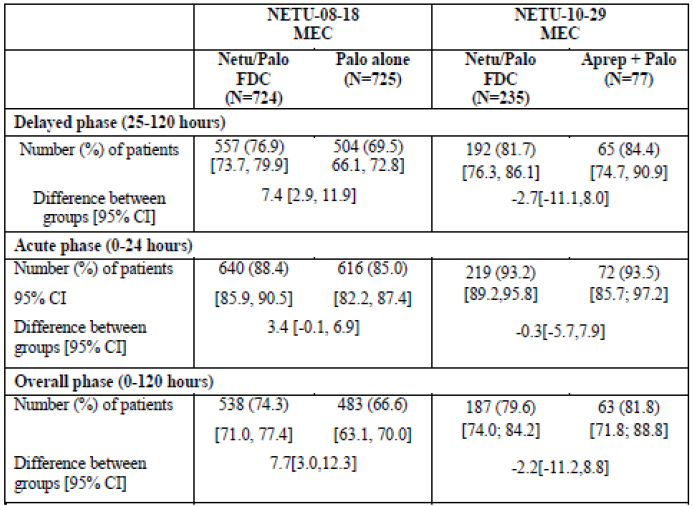 NETU-08-18 NETU-10-29
MEC MEC
Netu/Palo Palo alone Netu/Palo Aprep + Palo
FDC (N=725) FDC (N=77)
(N=724) (N=235)
Delayed phase (25-120 hours)
Number (%) of patients 557 (76.9) 504 (69.5) 192 (81.7) 65 (84.4)
[73.7, 79.9] 66.1, 72.8] [76.3, 86.1] [74.7, 90.9]
Difference between 7.4 [2.9, 11.9] -2.7[-11.1,8.0]
groups [95% CI]
Acute phase (0-24 hours)
Number (%) of patients 640 (88.4) 616 (85.0) 219 (93.2) 72 (93.5)
95% CI [85.9, 90.5] [82.2, 87.4] [89.2,95.8] [85.7; 97.2]
Difference between 3.4 [-0.1, 6.9] -0.3[-5.7,7.9]
groups [95% CI]
Overall phase (0-120 hours)
Number (%) of patients 538 (74.3) 483 (66.6) 187 (79.6) 63 (81.8)
[71.0, 77.4] [63.1, 70.0] [74.0; 84.2] [71.8; 88.8]
Difference between 7.7[3.0,12.3] -2.2[-11.2,8.8]
groups [95% CI]